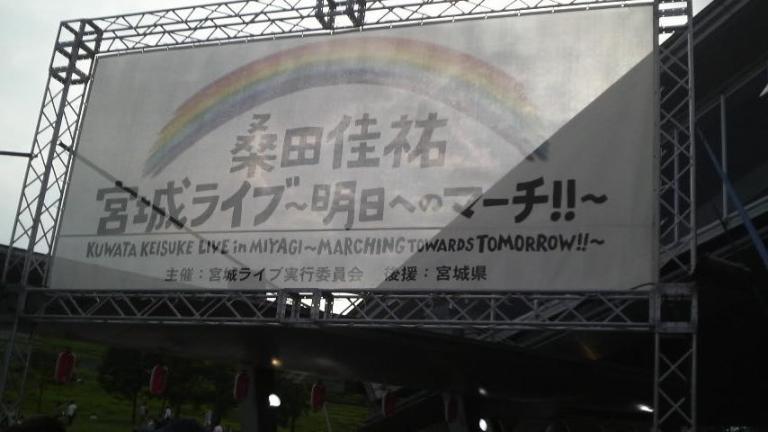 桑田佳祐
宮城ライブ～明日へのマーチ!!～
KUWATA KEISUKE LIVE in MIYAGI～MARCHING TOWARDS TOMORROW!!～
主催：宮城ライブ実行委員会　後援：宮城県